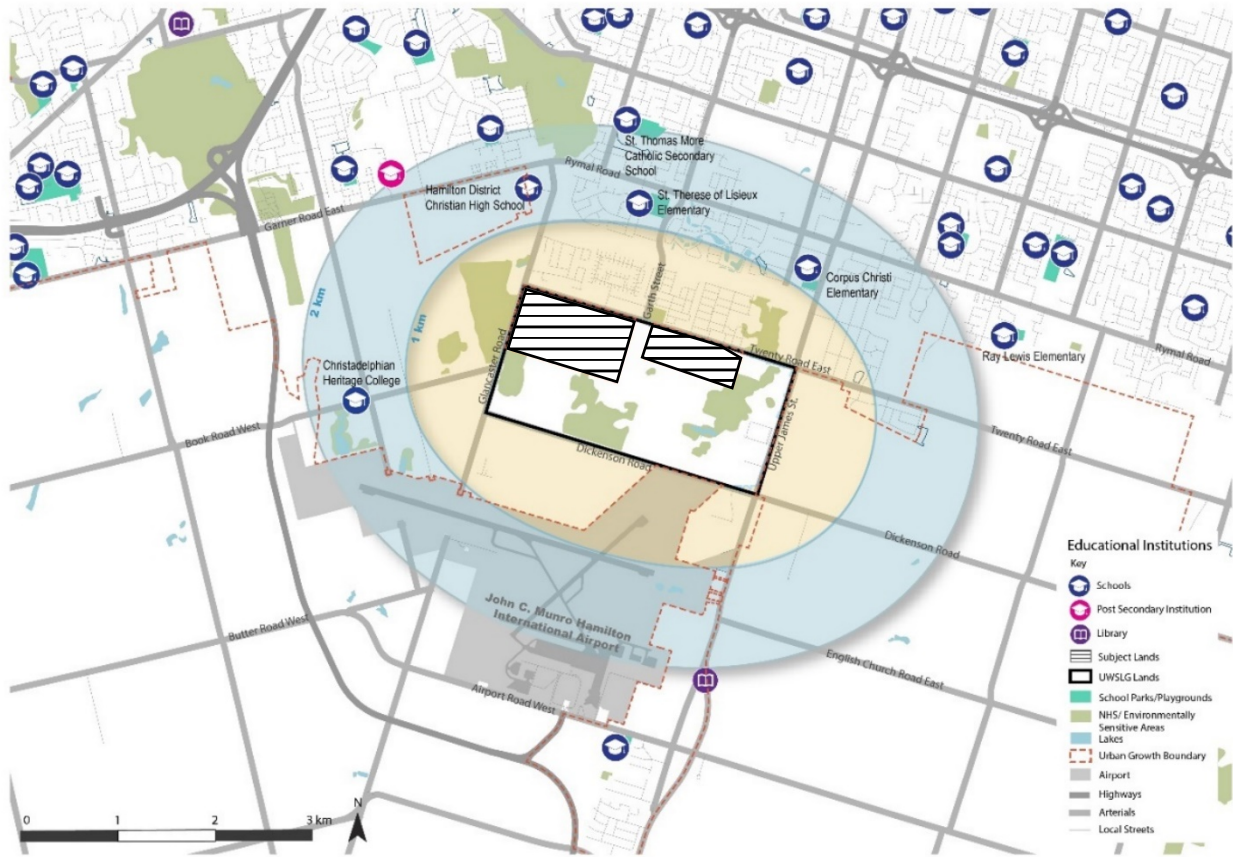 St. Thomas More
Catholic Secondary
School
Rymal Road
Hamilton District
Christian High School
St. Therese of Lisieux
Elementary
Garner Road East
Corpus Christi
Elementary
Garth Street
2 km
1 km
Glancaster Road
Twenty Road East
Ray Lewis Elementary
Rymal Road
Christadelphian
Heritage College
Book Road West
Upper James St.
Twenty Road East
Dickenson Road
Dickenson Road
John C. Munro Hamilton
International Airport
Butter Road West
English Church Road East
Airport Road West
Educational Institutions
Key
Schools
Post Secondary Institution
Library
Subject Lands
UWSLG Lands
School Parks/Playgrounds
NHS/ Environmentally
Sensitive Areas
Lakes
Urban Growth Boundary
Airport
Highways
Arterials
Local Streets
N
0 1 2 3 km